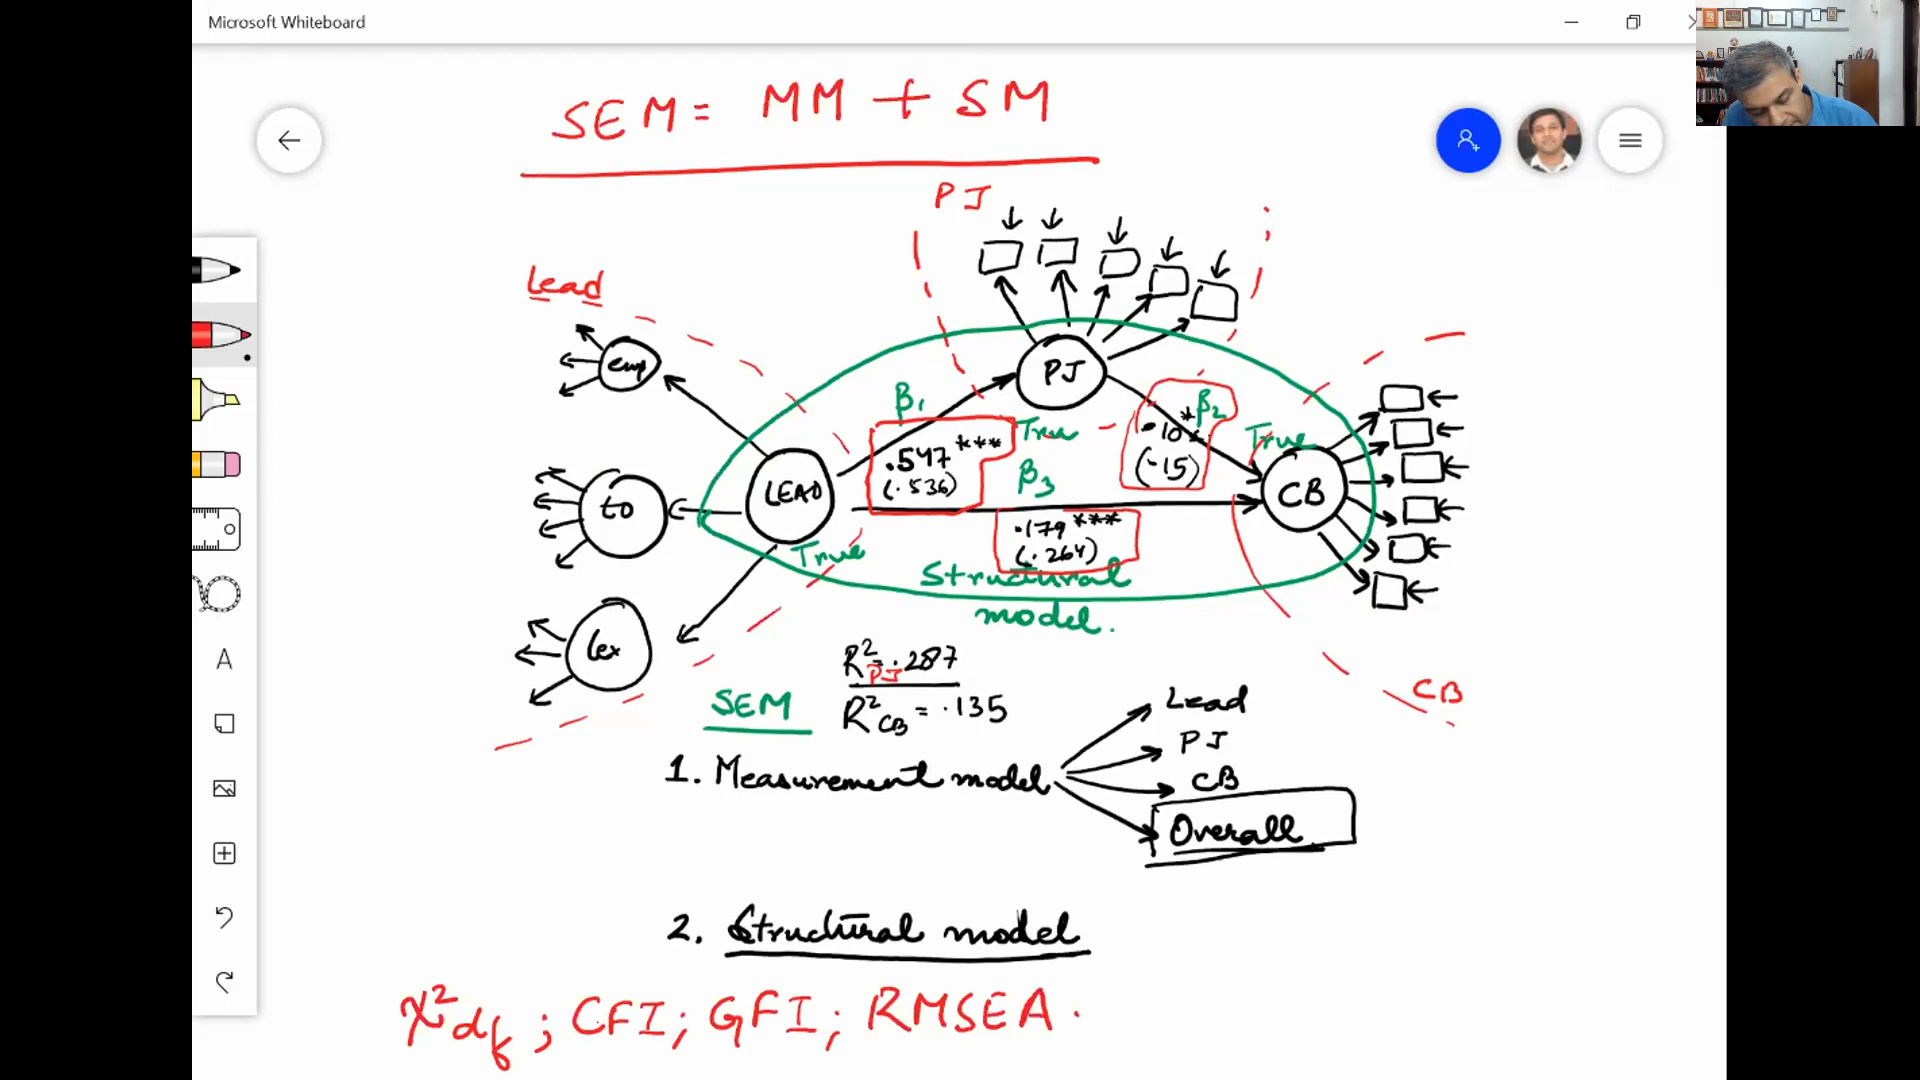 Microsoft Whiteboard
SEM = MM + SM
PJ
Lead
emp
PJ
β1
β2
.547***
(.536)
Tru
*
(-15)
True
β3
LEAD
to
CB
True
.179***
(.264)
Structural
model.
lex
R²PJ = .287
SEM
R²CB = .135
CB
Lead
PJ
1. Measurement model
CB
Overall
2. Structural model
χ²df ; CFI; GFI; RMSEA.
A